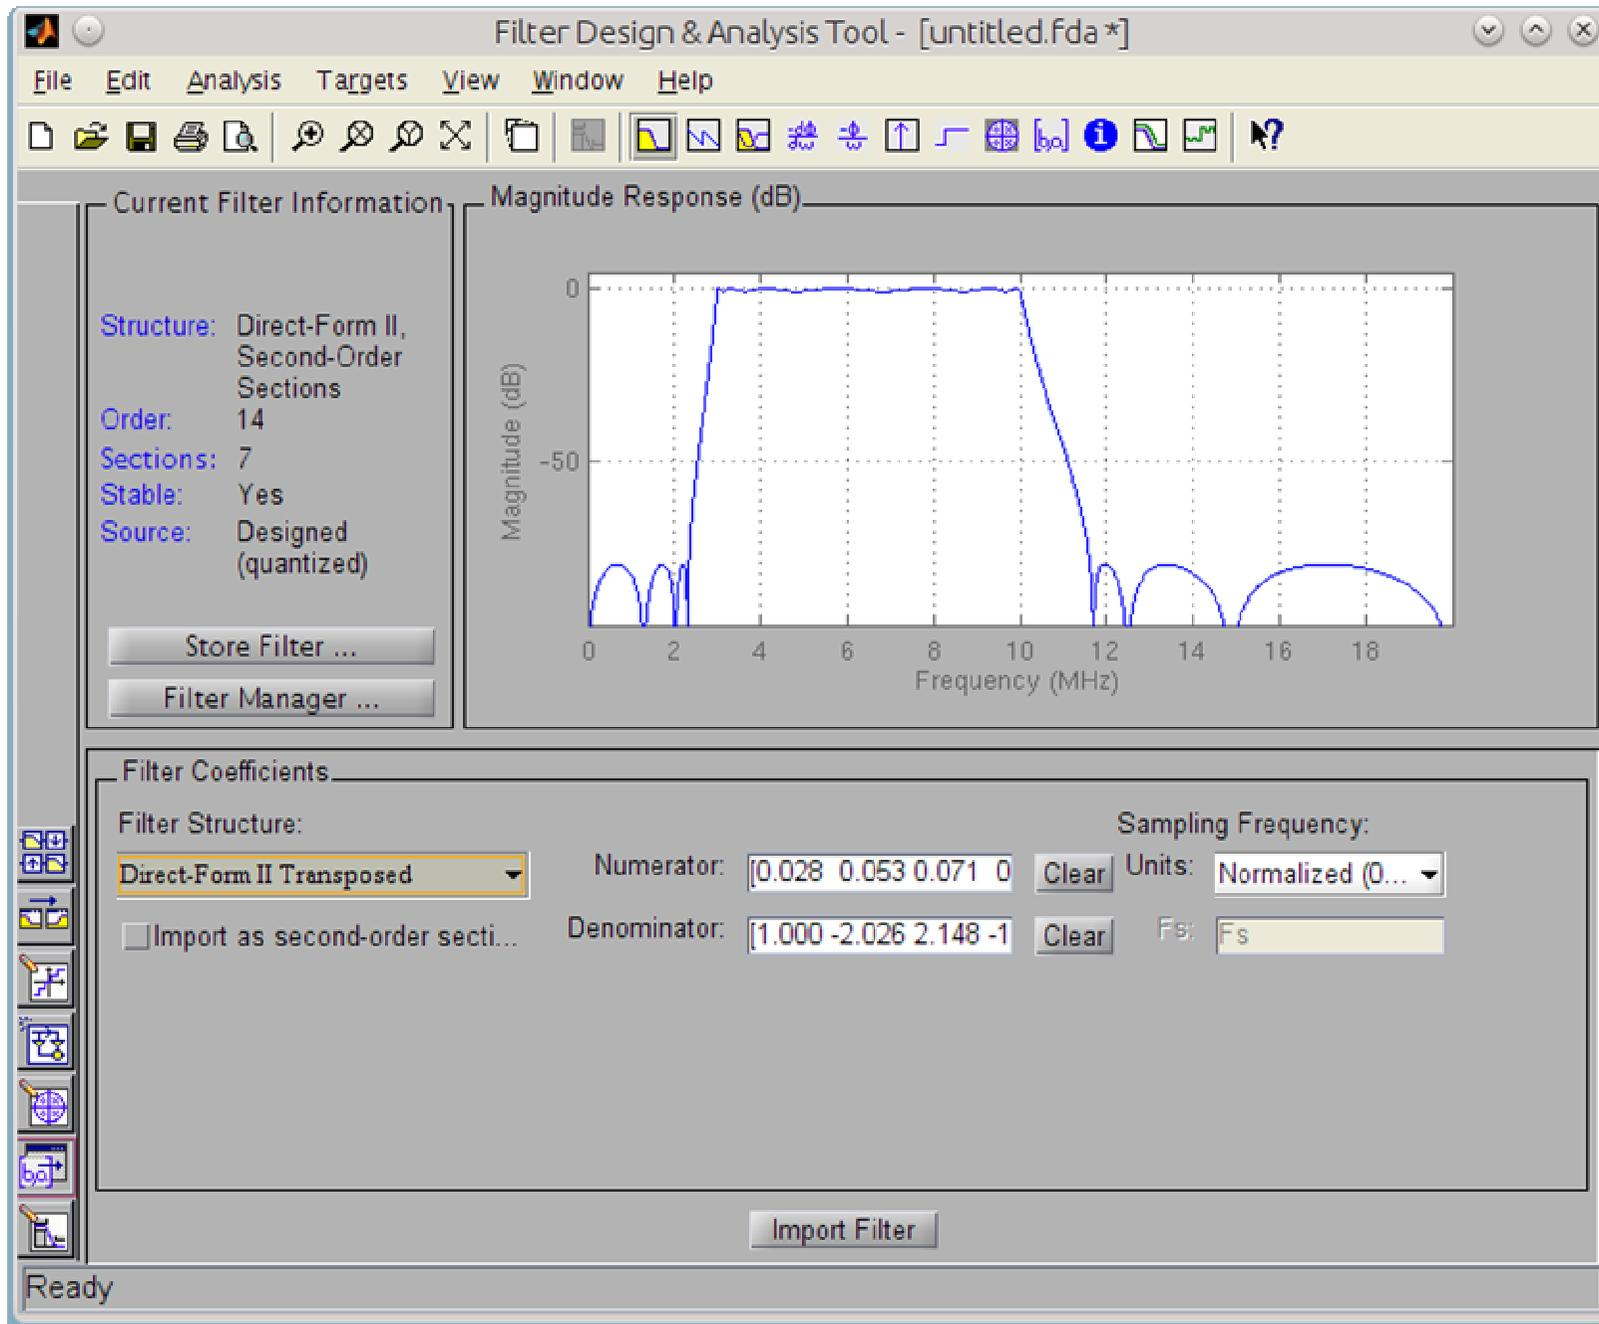 Filter Design & Analysis Tool - [untitled.fda *]
File Edit Analysis Targets View Window Help
Current Filter Information
Structure: Direct-Form II,
Second-Order
Sections
Order: 14
Sections: 7
Stable: Yes
Source: Designed
(quantized)
Store Filter ...
Filter Manager ...
Magnitude Response (dB)
0
-50
Magnitude (dB)
0 2 4 6 8 10 12 14 16 18
Frequency (MHz)
Filter Coefficients
Filter Structure:
Direct-Form II Transposed
Import as second-order secti...
Numerator: [0.028 0.053 0.071 0 Clear
Denominator: [1.000 -2.026 2.148 -1 Clear
Sampling Frequency:
Units: Normalized (0...
Fs: Fs
Import Filter
Ready